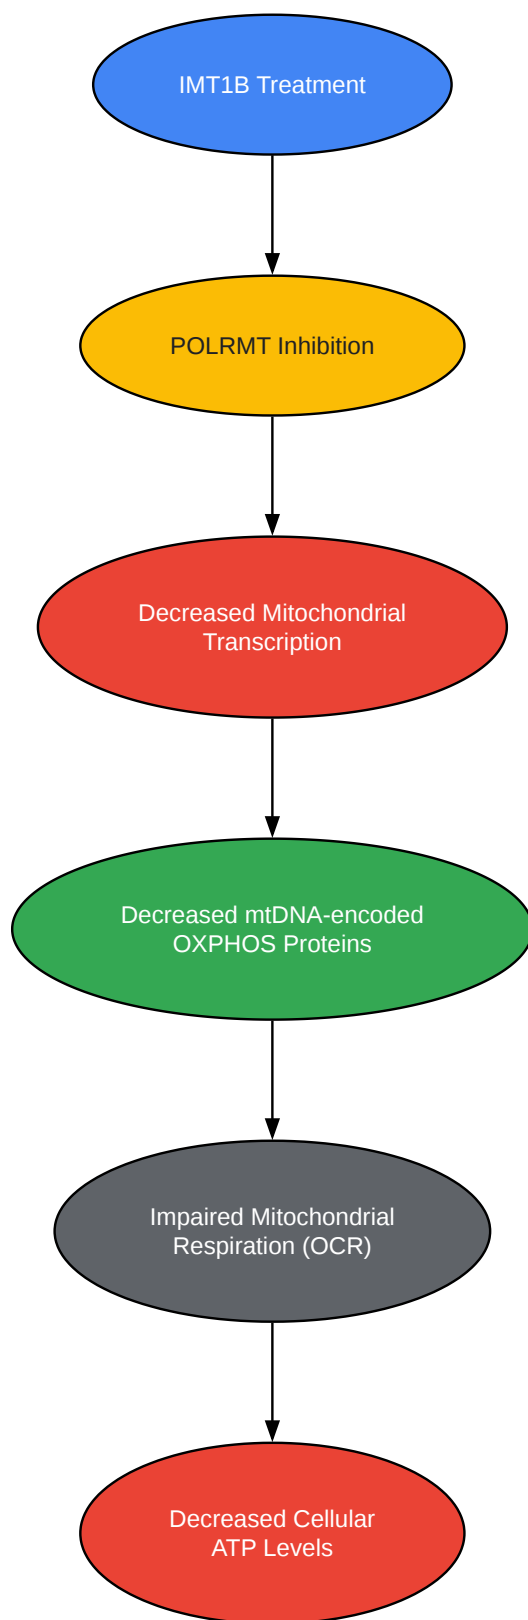 IMT1B Treatment
POLRMT Inhibition
Decreased Mitochondrial
Transcription
Decreased mtDNA-encoded
OXPHOS Proteins
Impaired Mitochondrial
Respiration (OCR)
Decreased Cellular
ATP Levels